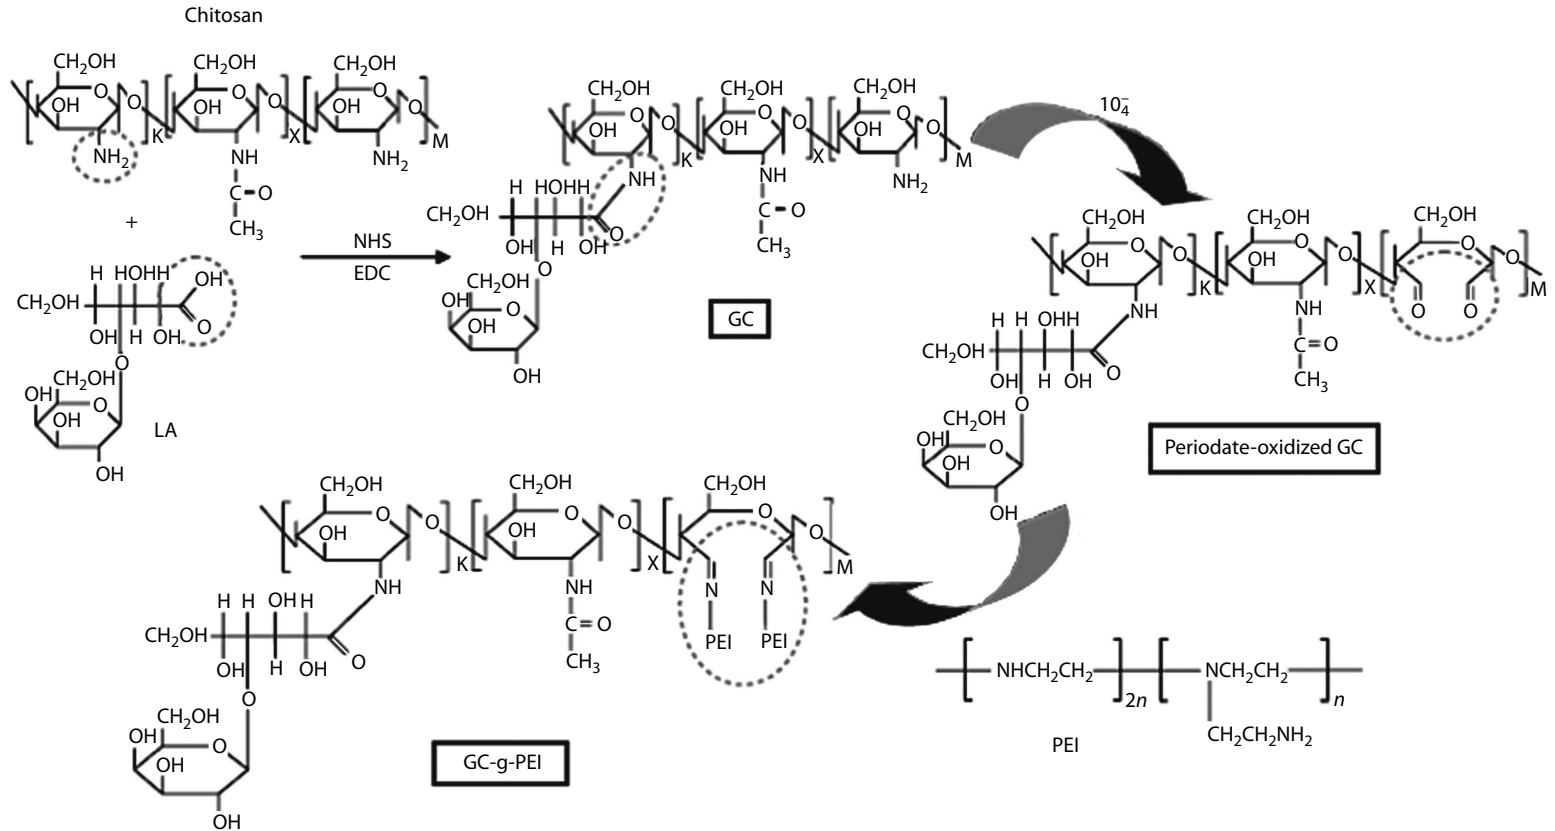 Chitosan
CH₂OH CH₂OH CH₂OH
O O O O O O
OH OH OH
K X M
NH₂ NH NH₂
C-O
CH₃
+
H HOHH OH
CH₂OH O
OH H OH
O
CH₂OH
OH O
OH
OH
LA
NHS
EDC
CH₂OH CH₂OH CH₂OH
O O O O O O
OH OH OH
K X M
NH NH NH₂
C-O
CH₃
H HOHH
CH₂OH O
OH H OH
O
CH₂OH
OH O
OH
OH
GC
10₄⁻
CH₂OH CH₂OH CH₂OH
O O O O O O
OH OH
K X M
NH NH O O
C=O
CH₃
H H OHH
CH₂OH O
OH H OH
O
CH₂OH
OH O
OH
OH
Periodate-oxidized GC
CH₂OH CH₂OH CH₂OH
O O O O O O
OH OH
K X M
NH NH N N
C=O PEI PEI
CH₃
H H OH H
CH₂OH O
OH H OH
O
CH₂OH
OH O
OH
OH
GC-g-PEI
NHCH₂CH₂ NCH₂CH₂
2n n
CH₂CH₂NH₂
PEI